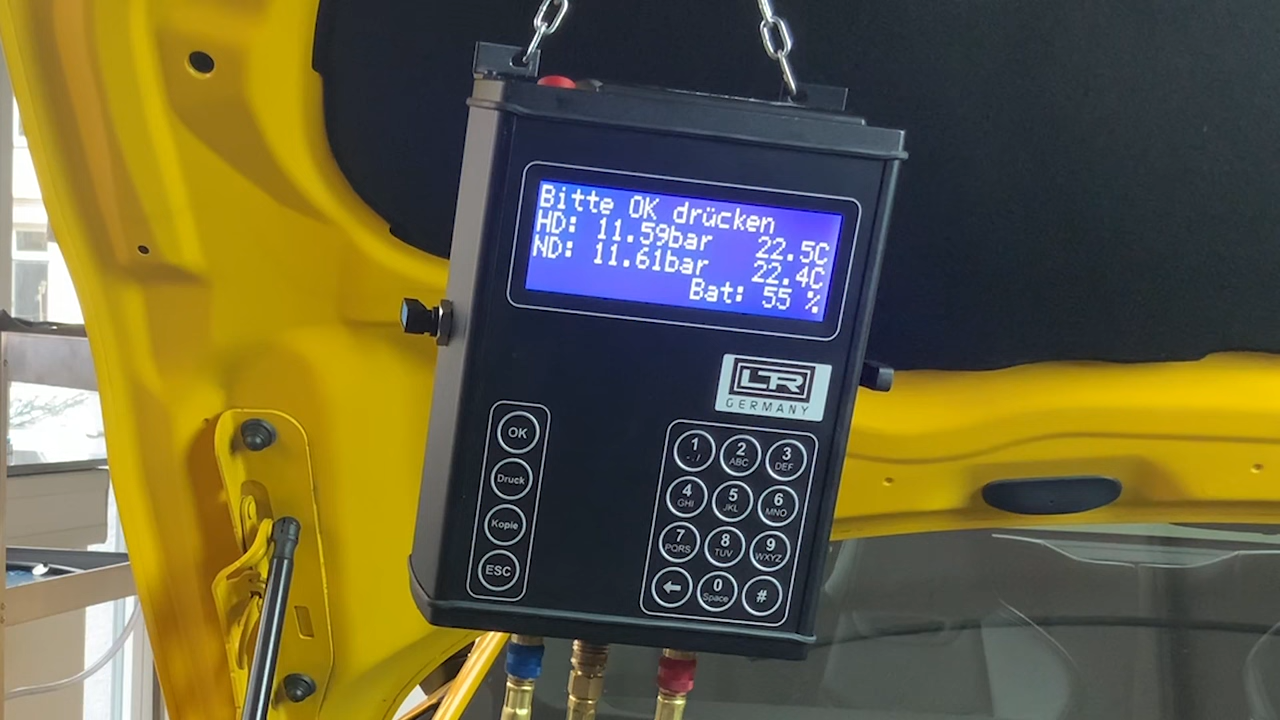 Bitte OK drücken
HD: 11.59bar 22.5C
ND: 11.61bar 22.4C
Bat: 55 %
LTR
GERMANY
OK
Druck
Kopie
ESC
1
2 ABC
3 DEF
4 GHI
5 JKL
6 MNO
7 PQRS
8 TUV
9 WXYZ
←
0 Space
#